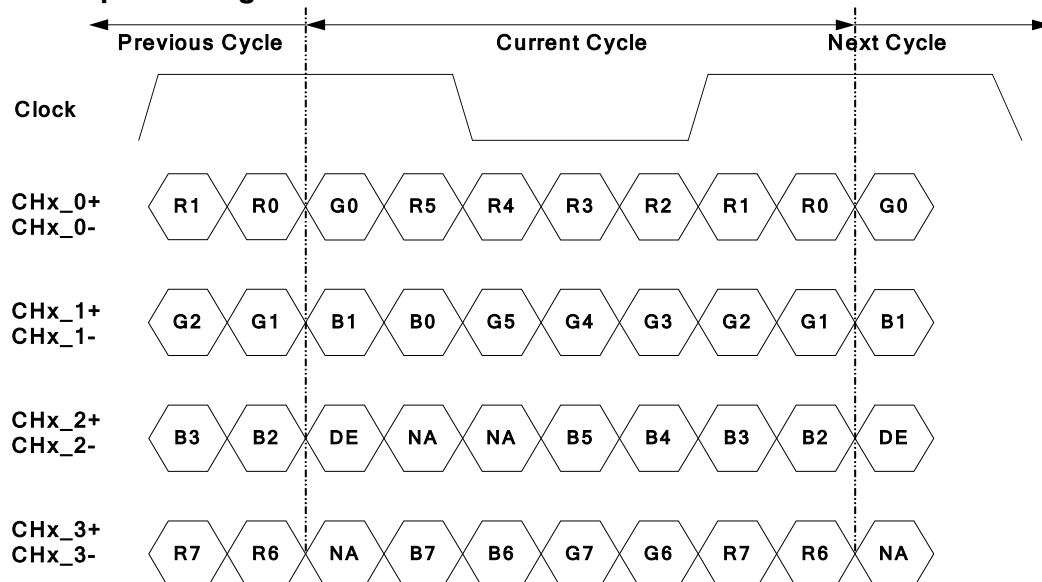 Previous Cycle Current Cycle Next Cycle
Clock
CHx_0+
CHx_0-
R1 R0 G0 R5 R4 R3 R2 R1 R0 G0
CHx_1+
CHx_1-
G2 G1 B1 B0 G5 G4 G3 G2 G1 B1
CHx_2+
CHx_2-
B3 B2 DE NA NA B5 B4 B3 B2 DE
CHx_3+
CHx_3-
R7 R6 NA B7 B6 G7 G6 R7 R6 NA